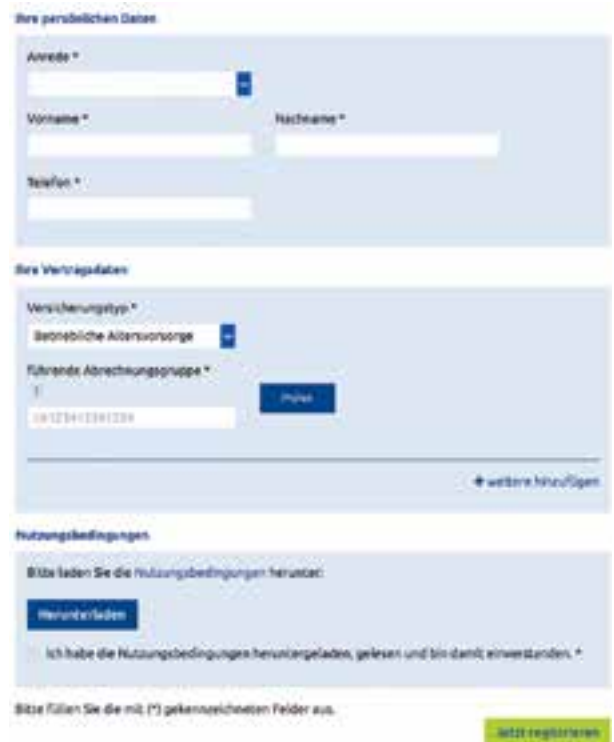 Ihre persönlichen Daten
Anrede *
Vorname * Nachname *
Telefon *
Ihre Vertragsdaten
Versicherungstyp *
Betriebliche Altersvorsorge
führende Abrechnungsgruppe *
Prüfen
+ weitere hinzufügen
Nutzungsbedingungen
Bitte laden Sie die Nutzungsbedingungen herunter:
Herunterladen
Ich habe die Nutzungsbedingungen heruntergeladen, gelesen und bin damit einverstanden. *
Bitte füllen Sie die mit (*) gekennzeichneten Felder aus.
Jetzt registrieren